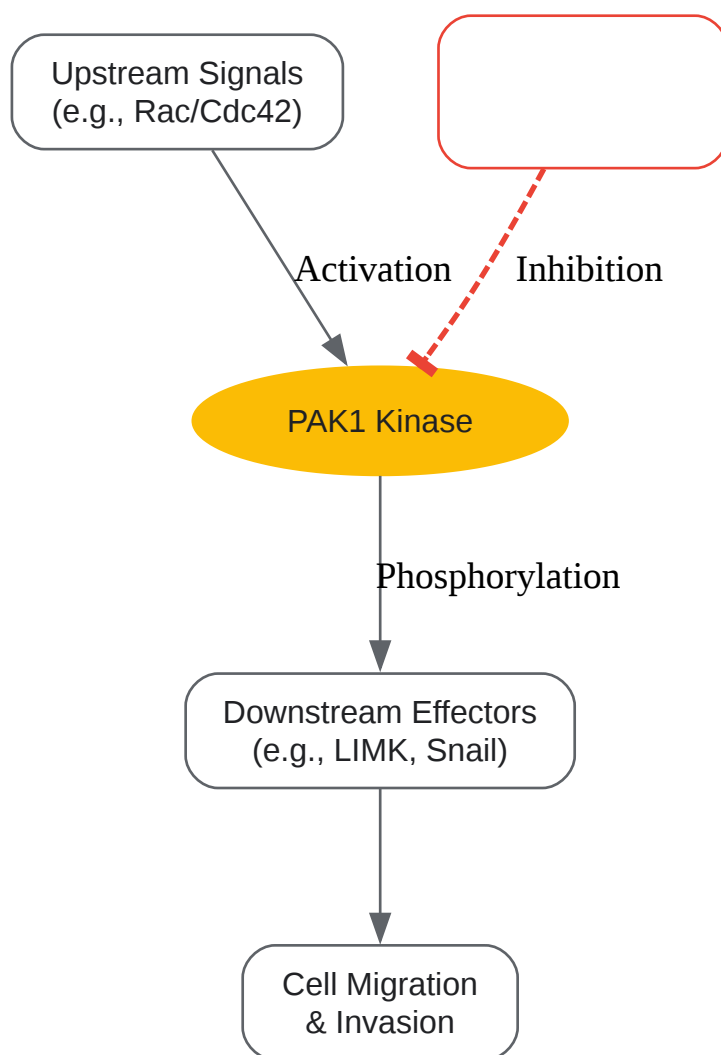 Upstream Signals
(e.g., Rac/Cdc42)
Activation
Inhibition
PAK1 Kinase
Phosphorylation
Downstream Effectors
(e.g., LIMK, Snail)
Cell Migration
& Invasion